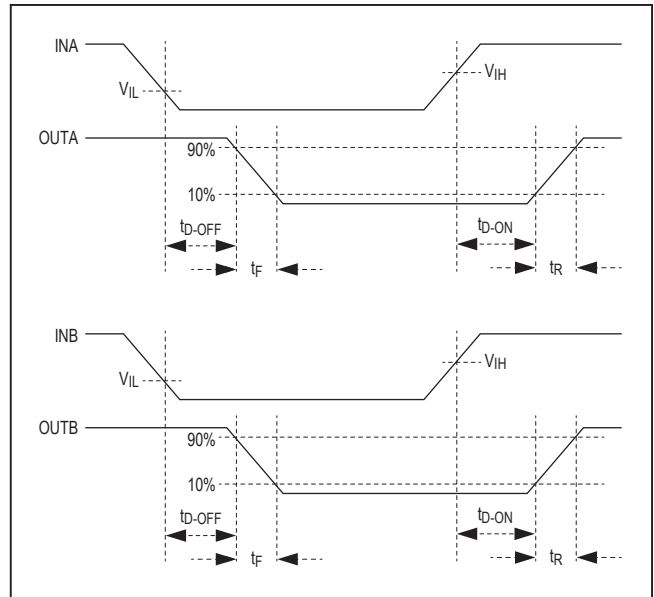 INA
VIL
VIH
OUTA
90%
10%
tD-OFF
tD-ON
tF
tR
INB
VIL
VIH
OUTB
90%
10%
tD-OFF
tD-ON
tF
tR